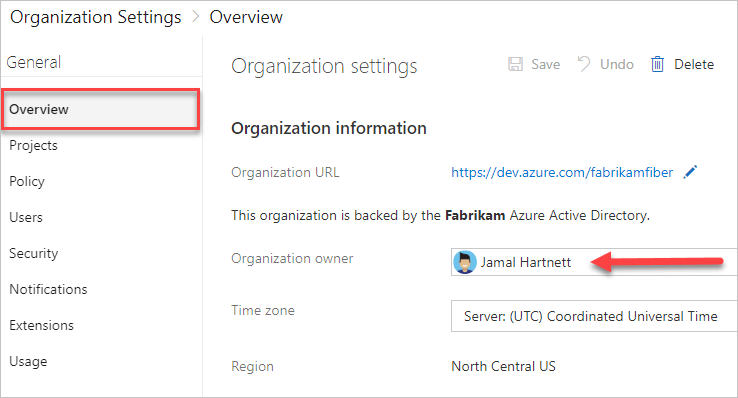 Organization Settings > Overview
General
Overview
Projects
Policy
Users
Security
Notifications
Extensions
Usage
Organization settings
Save
Undo
Delete
Organization information
Organization URL https://dev.azure.com/fabrikamfiber
This organization is backed by the Fabrikam Azure Active Directory.
Organization owner Jamal Hartnett
Time zone Server: (UTC) Coordinated Universal Time
Region North Central US